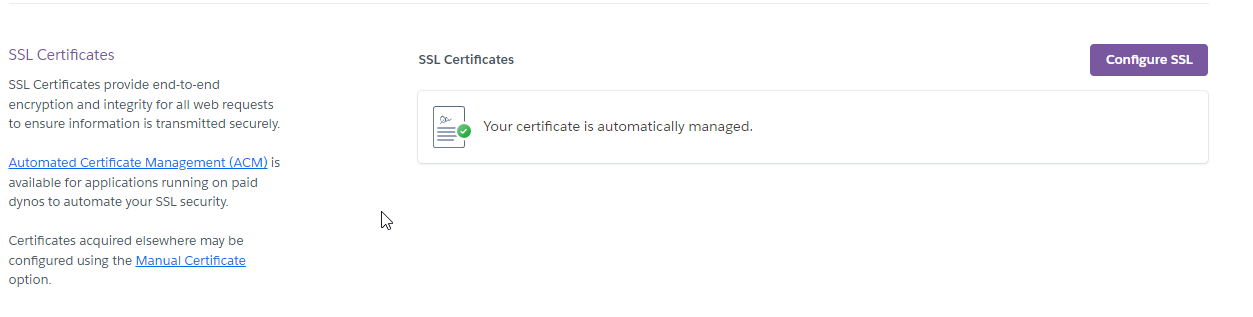 SSL Certificates
SSL Certificates provide end-to-end
encryption and integrity for all web requests
to ensure information is transmitted securely.
Automated Certificate Management (ACM) is
available for applications running on paid
dynos to automate your SSL security.
Certificates acquired elsewhere may be
configured using the Manual Certificate
option.
SSL Certificates
Configure SSL
Your certificate is automatically managed.